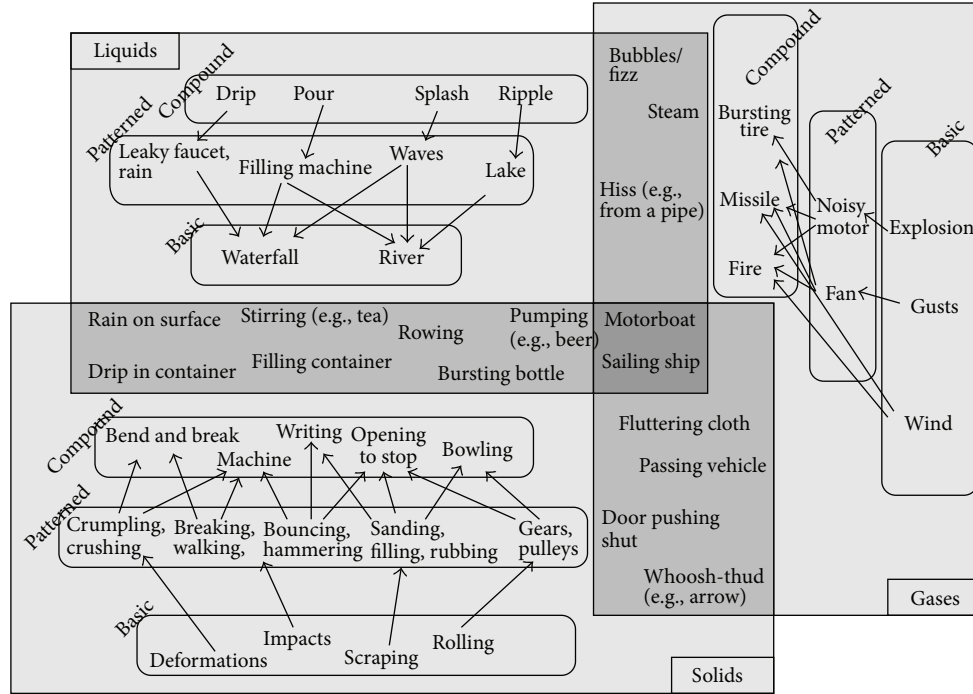 Liquids
Compound
Drip
Pour
Splash
Ripple
Patterned
Leaky faucet,
rain
Filling machine
Waves
Lake
Basic
Waterfall
River
Bubbles/
fizz
Steam
Hiss (e.g.,
from a pipe)
Compound
Bursting
tire
Missile
Fire
Patterned
Noisy
motor
Fan
Basic
Explosion
Gusts
Wind
Rain on surface
Stirring (e.g., tea)
Rowing
Pumping
(e.g., beer)
Motorboat
Drip in container
Filling container
Bursting bottle
Sailing ship
Compound
Bend and break
Machine
Writing
Opening
to stop
Bowling
Patterned
Crumpling,
crushing
Breaking,
walking,
Bouncing,
hammering
Sanding,
filling, rubbing
Gears,
pulleys
Basic
Deformations
Impacts
Scraping
Rolling
Fluttering cloth
Passing vehicle
Door pushing
shut
Whoosh-thud
(e.g., arrow)
Gases
Solids